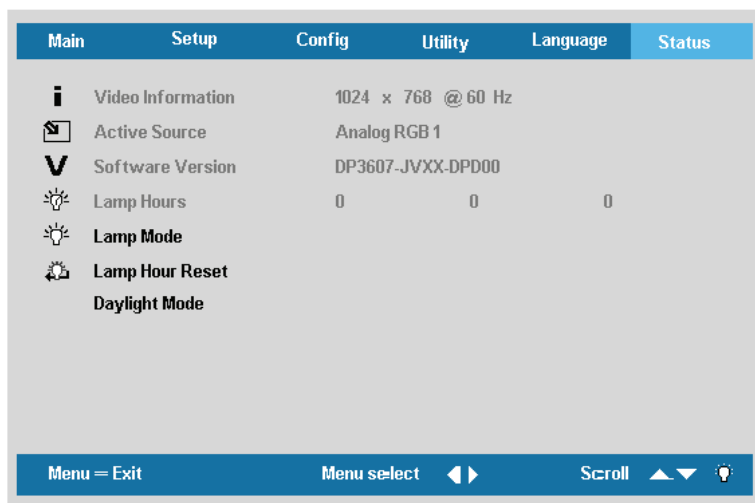 Main Setup Config Utility Language Status
i Video Information 1024 x 768 @ 60 Hz
Active Source Analog RGB 1
V Software Version DP3607-JVXX-DPD00
Lamp Hours 0 0 0
Lamp Mode
Lamp Hour Reset
Daylight Mode
Menu = Exit Menu select Scroll